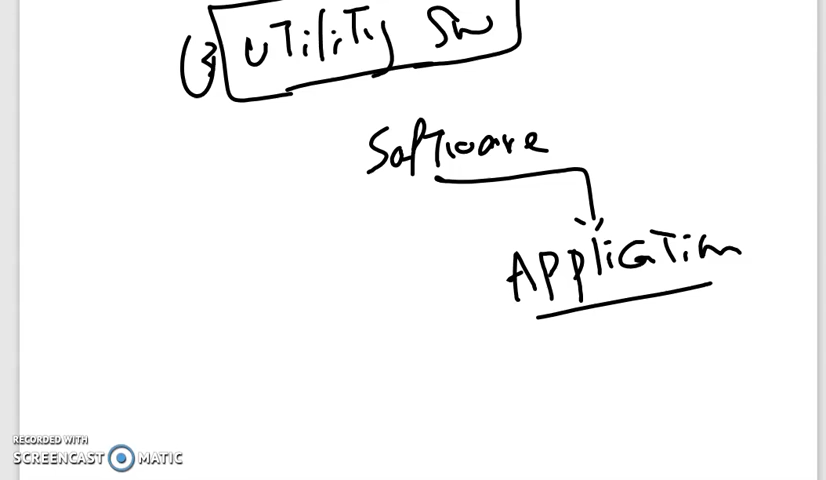 (3) UTiliTy SW
Software
APPlicaTion
RECORDED WITH
SCREENCAST MATIC